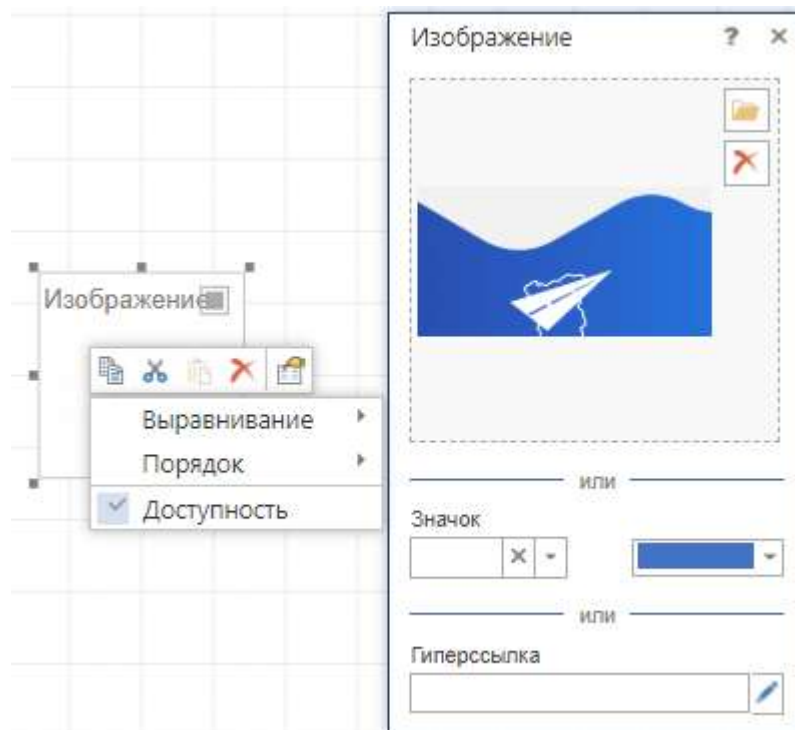 Изображение
Выравнивание
Порядок
Доступность
Изображение ? ×
или
Значок
или
Гиперссылка